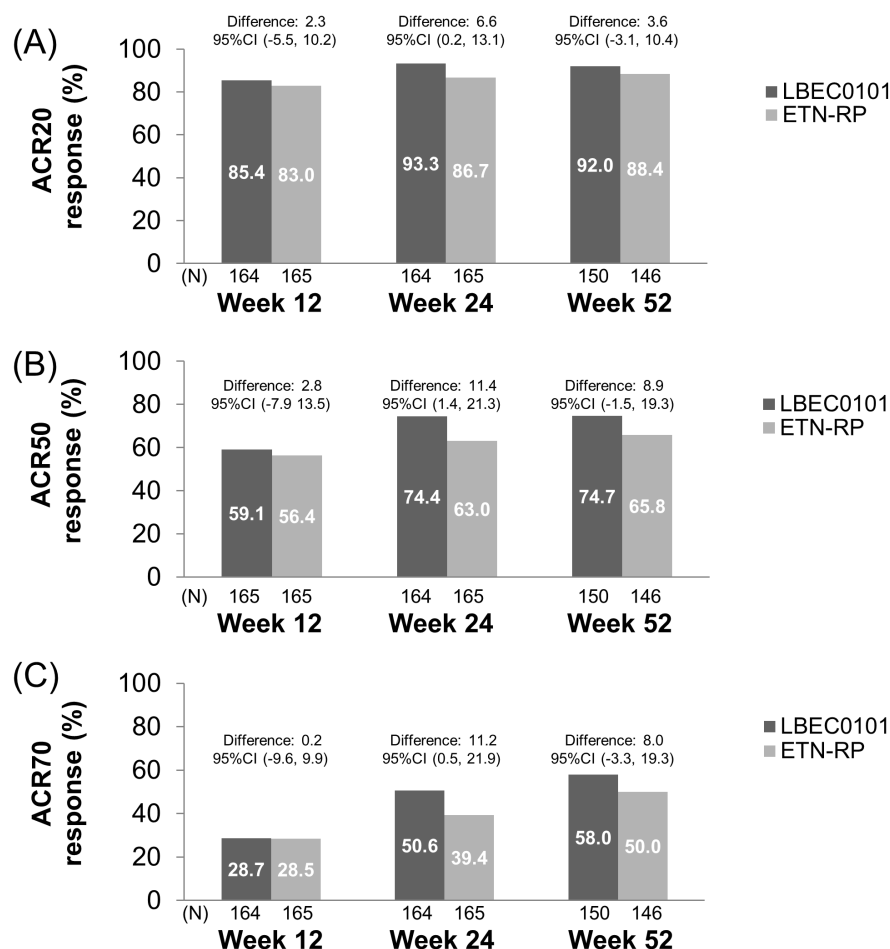 (A)
Difference: 2.3
95%CI (-5.5, 10.2)
Difference: 6.6
95%CI (0.2, 13.1)
Difference: 3.6
95%CI (-3.1, 10.4)
ACR20
response (%)
100
80
60
40
20
0
85.4
83.0
93.3
86.7
92.0
88.4
LBEC0101
ETN-RP
(N) 164 165 164 165 150 146
Week 12 Week 24 Week 52
(B)
Difference: 2.8
95%CI (-7.9 13.5)
Difference: 11.4
95%CI (1.4, 21.3)
Difference: 8.9
95%CI (-1.5, 19.3)
ACR50
response (%)
100
80
60
40
20
0
59.1
56.4
74.4
63.0
74.7
65.8
LBEC0101
ETN-RP
(N) 165 165 164 165 150 146
Week 12 Week 24 Week 52
(C)
Difference: 0.2
95%CI (-9.6, 9.9)
Difference: 11.2
95%CI (0.5, 21.9)
Difference: 8.0
95%CI (-3.3, 19.3)
ACR70
response (%)
100
80
60
40
20
0
28.7
28.5
50.6
39.4
58.0
50.0
LBEC0101
ETN-RP
(N) 164 165 164 165 150 146
Week 12 Week 24 Week 52